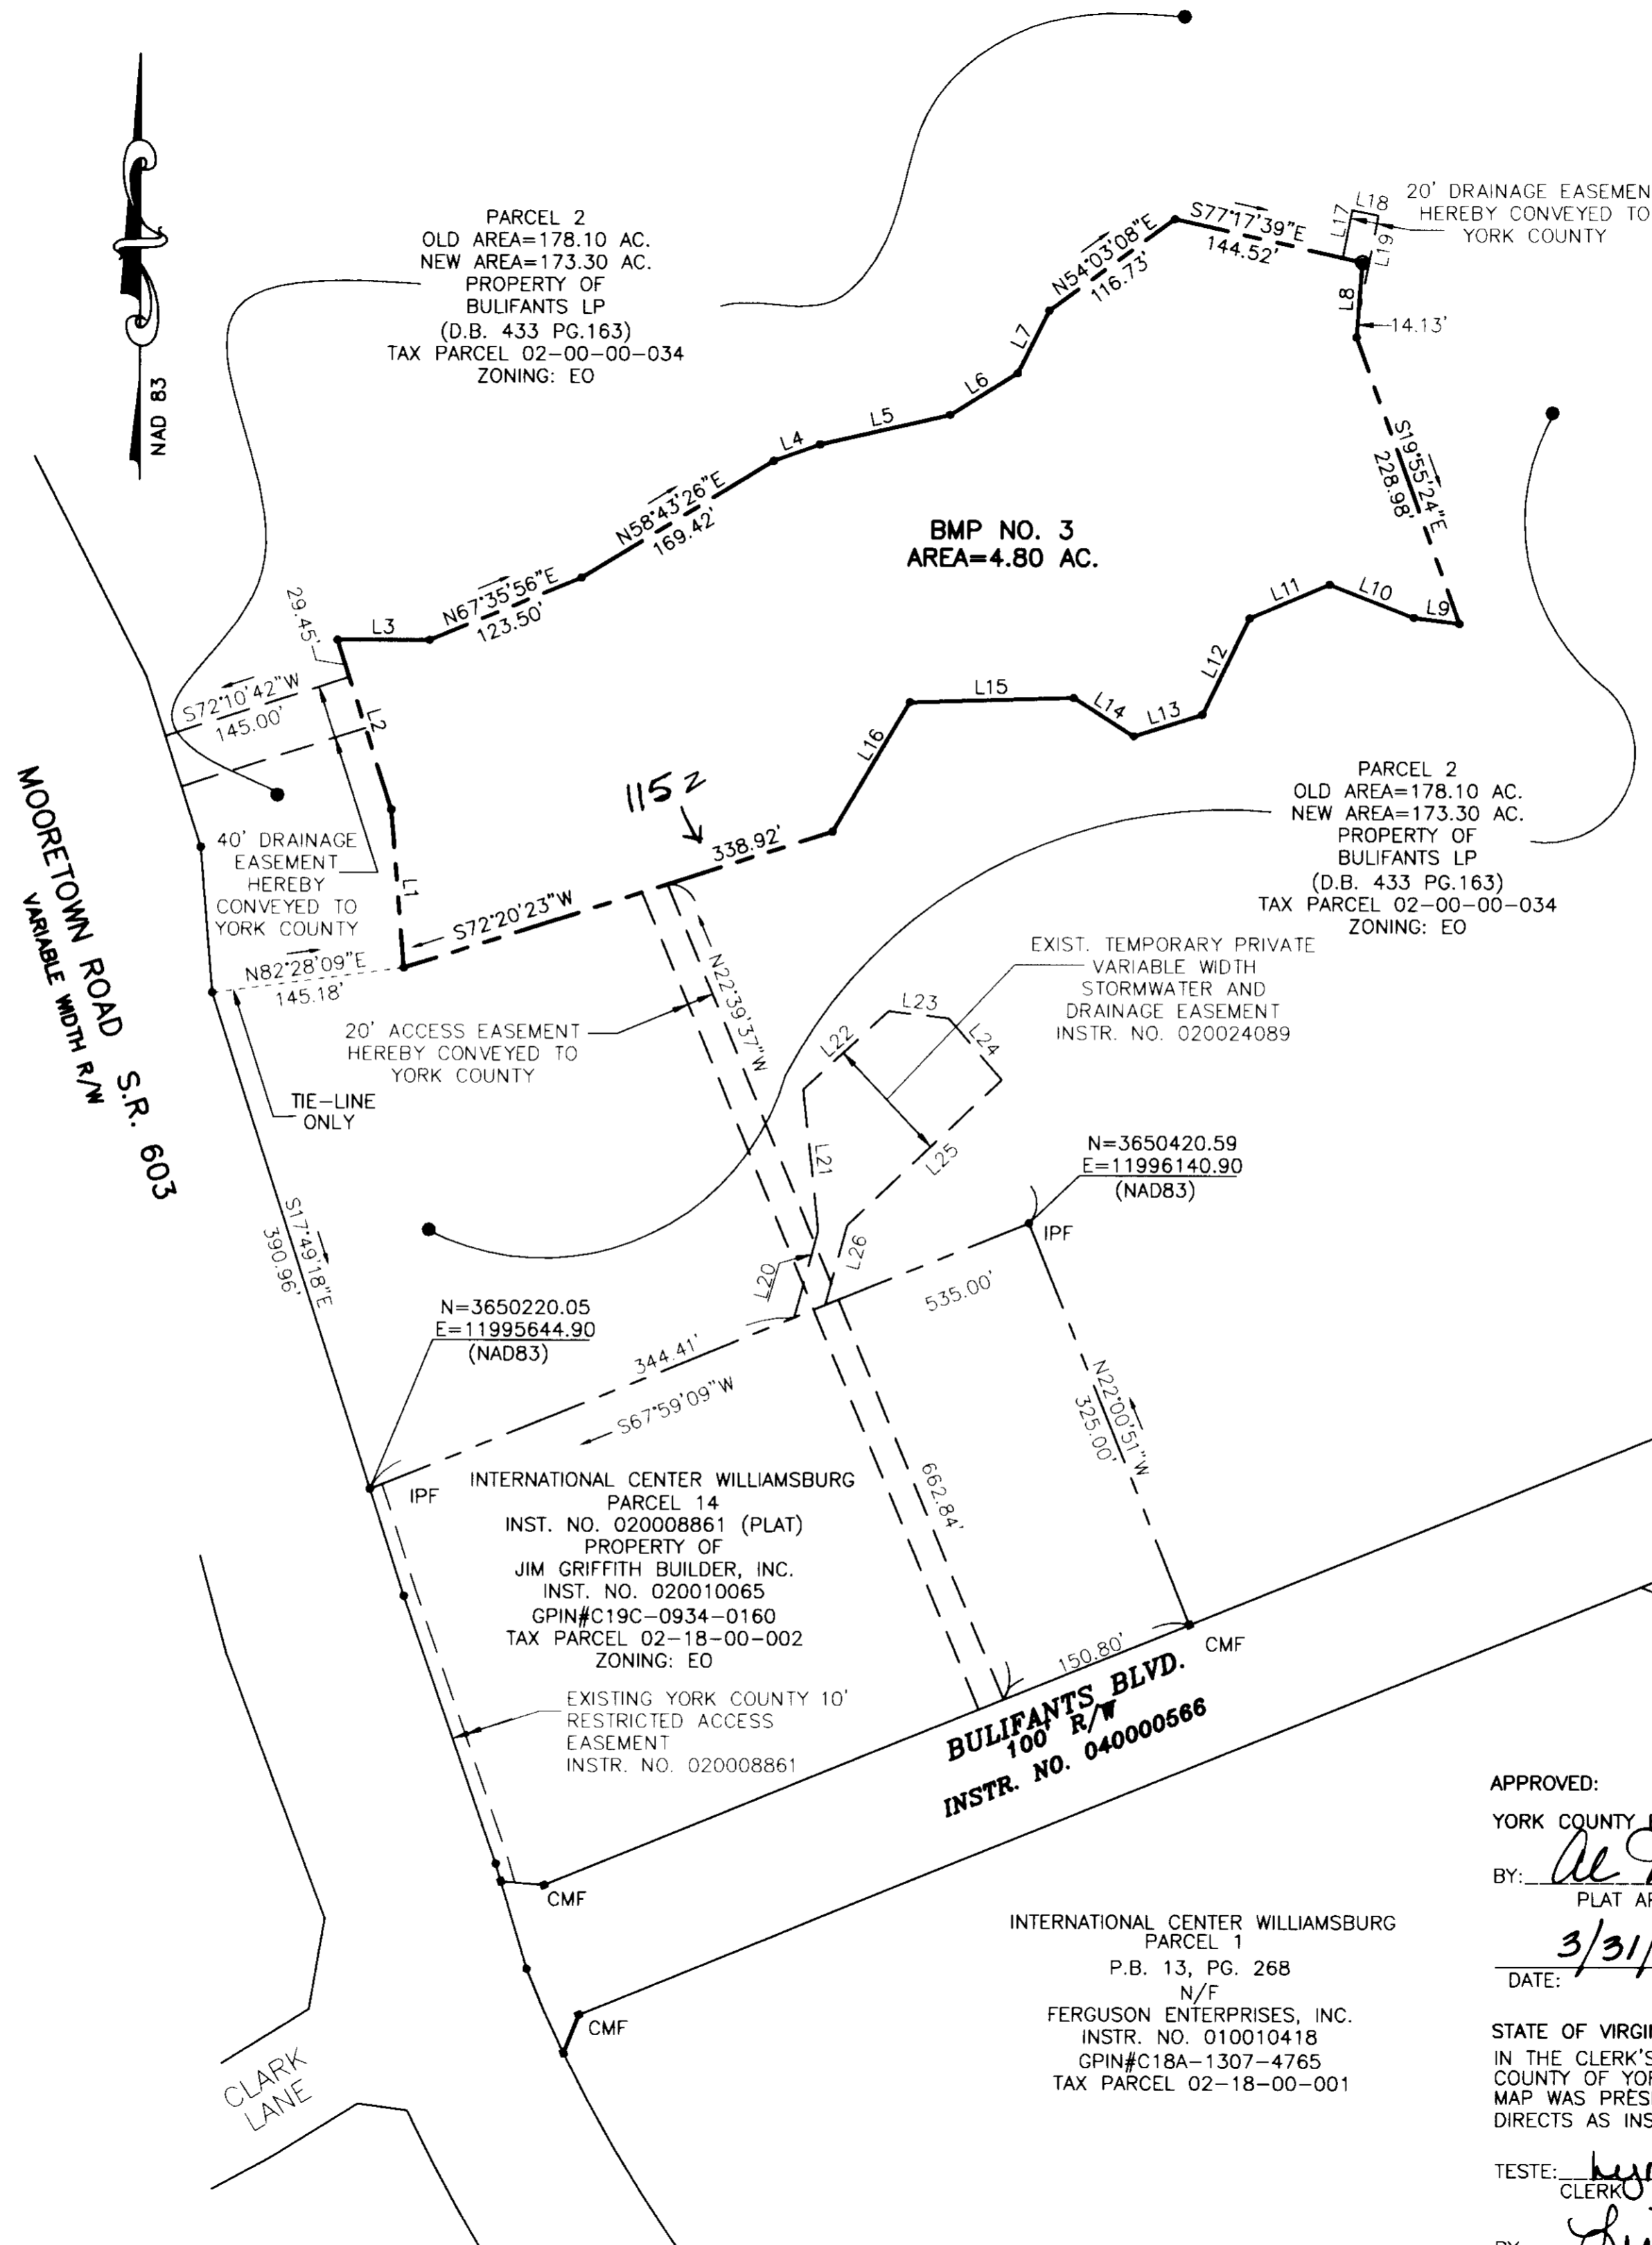 NAD 83
PARCEL 2
OLD AREA=178.10 AC.
NEW AREA=173.30 AC.
PROPERTY OF
BULIFANTS LP
(D.B. 433 PG.163)
TAX PARCEL 02-00-00-034
ZONING: EO
20' DRAINAGE EASEMEN
HEREBY CONVEYED TO
YORK COUNTY
L17
L18
L19
S77°17'39"E
144.52'
N54°03'08"E
116.73'
L8
14.13'
L7
L6
L5
L4
S19°55'24"E
228.98'
N58°43'26"E
169.42'
BMP NO. 3
AREA=4.80 AC.
N67°35'56"E
123.50'
L3
29.45'
L11
L10
L9
L12
L13
L14
L15
L16
S72°10'42"W
145.00'
L2
L1
MOORETOWN ROAD S.R. 603
VARIABLE WIDTH R/W
40' DRAINAGE
EASEMENT
HEREBY
CONVEYED TO
YORK COUNTY
115z
338.92'
S72°20'23"W
N82°28'09"E
145.18'
PARCEL 2
OLD AREA=178.10 AC.
NEW AREA=173.30 AC.
PROPERTY OF
BULIFANTS LP
(D.B. 433 PG.163)
TAX PARCEL 02-00-00-034
ZONING: EO
EXIST. TEMPORARY PRIVATE
VARIABLE WIDTH
STORMWATER AND
DRAINAGE EASEMENT
INSTR. NO. 020024089
20' ACCESS EASEMENT
HEREBY CONVEYED TO
YORK COUNTY
N22°39'37"W
TIE-LINE
ONLY
L22
L23
L24
L21
L25
L20
L26
N=3650420.59
E=11996140.90
(NAD83)
IPF
535.00'
S17°49'18"E
390.96'
N=3650220.05
E=11995644.90
(NAD83)
344.41'
S67°59'09"W
N22°00'51"W
325.00'
IPF
662.84'
INTERNATIONAL CENTER WILLIAMSBURG
PARCEL 14
INST. NO. 020008861 (PLAT)
PROPERTY OF
JIM GRIFFITH BUILDER, INC.
INST. NO. 020010065
GPIN#C19C-0934-0160
TAX PARCEL 02-18-00-002
ZONING: EO
EXISTING YORK COUNTY 10'
RESTRICTED ACCESS
EASEMENT
INSTR. NO. 020008861
150.80'
CMF
BULIFANTS BLVD.
100' R/W
INSTR. NO. 040000566
CMF
CMF
CLARK
LANE
INTERNATIONAL CENTER WILLIAMSBURG
PARCEL 1
P.B. 13, PG. 268
N/F
FERGUSON ENTERPRISES, INC.
INSTR. NO. 010010418
GPIN#C18A-1307-4765
TAX PARCEL 02-18-00-001
APPROVED:
YORK COUNTY
BY:
PLAT AP
3/31/
DATE:
STATE OF VIRGI
IN THE CLERK'S
COUNTY OF YOR
MAP WAS PRES
DIRECTS AS INS
TESTE:
CLERK
BY